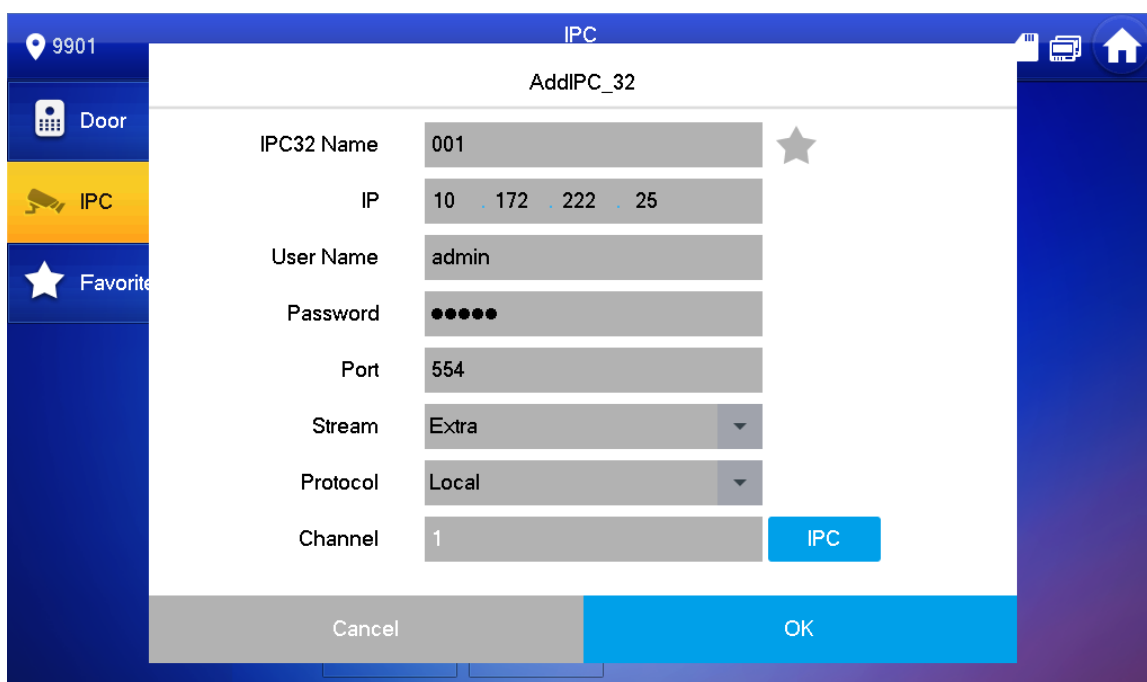 9901
IPC
Door
IPC
Favorite
AddIPC_32
IPC32 Name 001
IP 10 . 172 . 222 . 25
User Name admin
Password ●●●●●
Port 554
Stream Extra
Protocol Local
Channel 1 IPC
Cancel OK